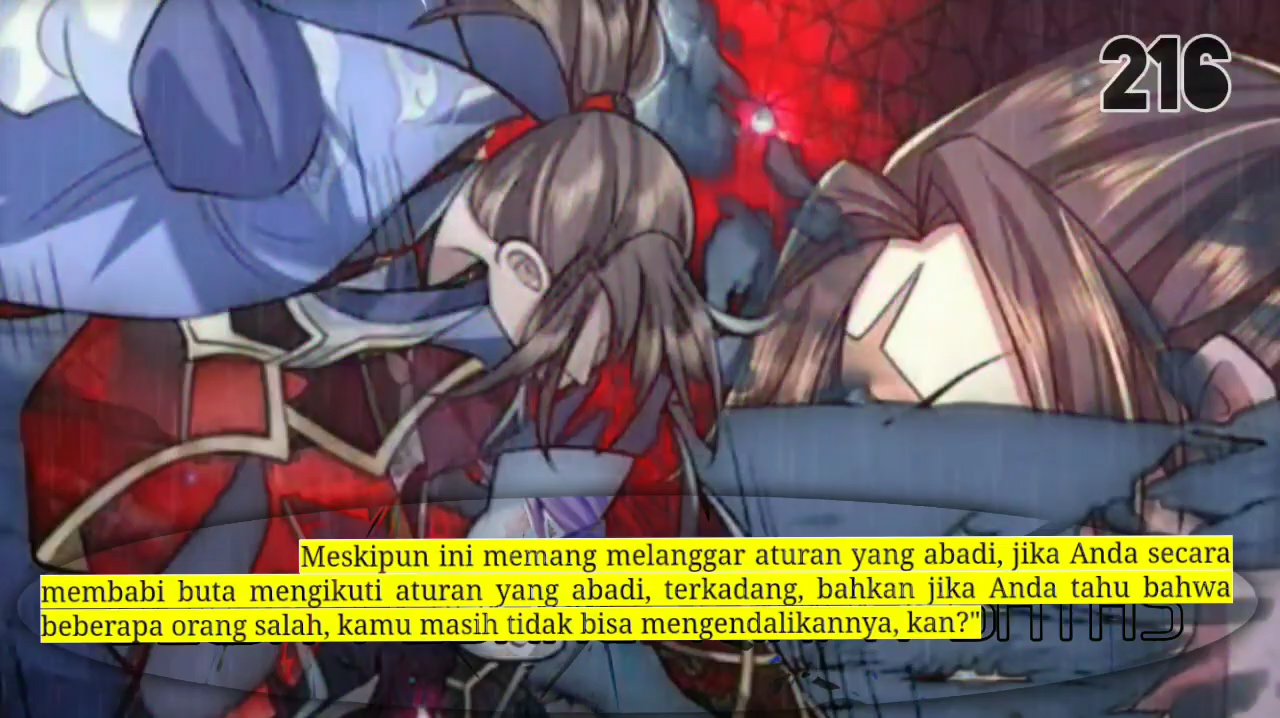 216
Meskipun ini memang melanggar aturan yang abadi, jika Anda secara
membabi buta mengikuti aturan yang abadi, terkadang, bahkan jika Anda tahu bahwa
beberapa orang salah, kamu masih tidak bisa mengendalikannya, kan?"